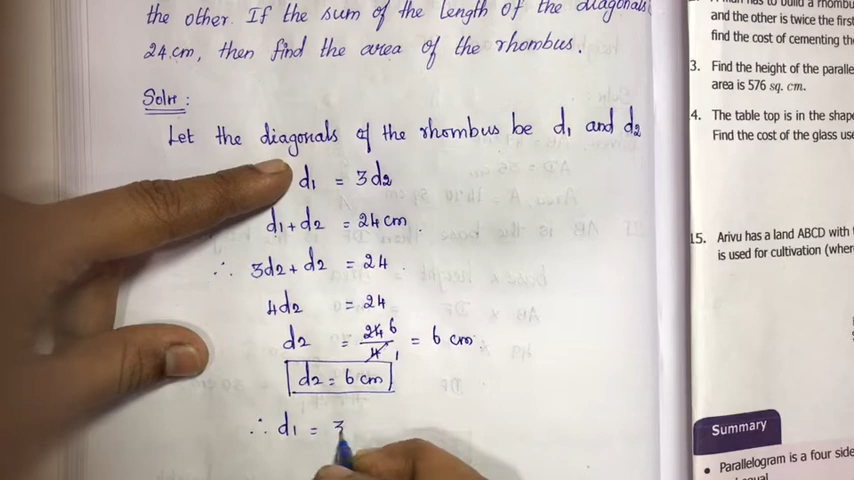 the other. If the sum of the length of the diagonals
24 cm, then find the area of the rhombus.
Soln:
Let the diagonals of the rhombus be d1 and d2
d1 = 3d2
d1 + d2 = 24 cm.
∴ 3d2 + d2 = 24.
4d2 = 24
d2 = 24 6 / 4 1 = 6 cm.
d2 = 6 cm
∴ d1 = 3
and the other is twice the first
find the cost of cementing the
3. Find the height of the paralle
area is 576 sq. cm.
4. The table top is in the shape
Find the cost of the glass use
15. Arivu has a land ABCD with
is used for cultivation (wher
Summary
• Parallelogram is a four side